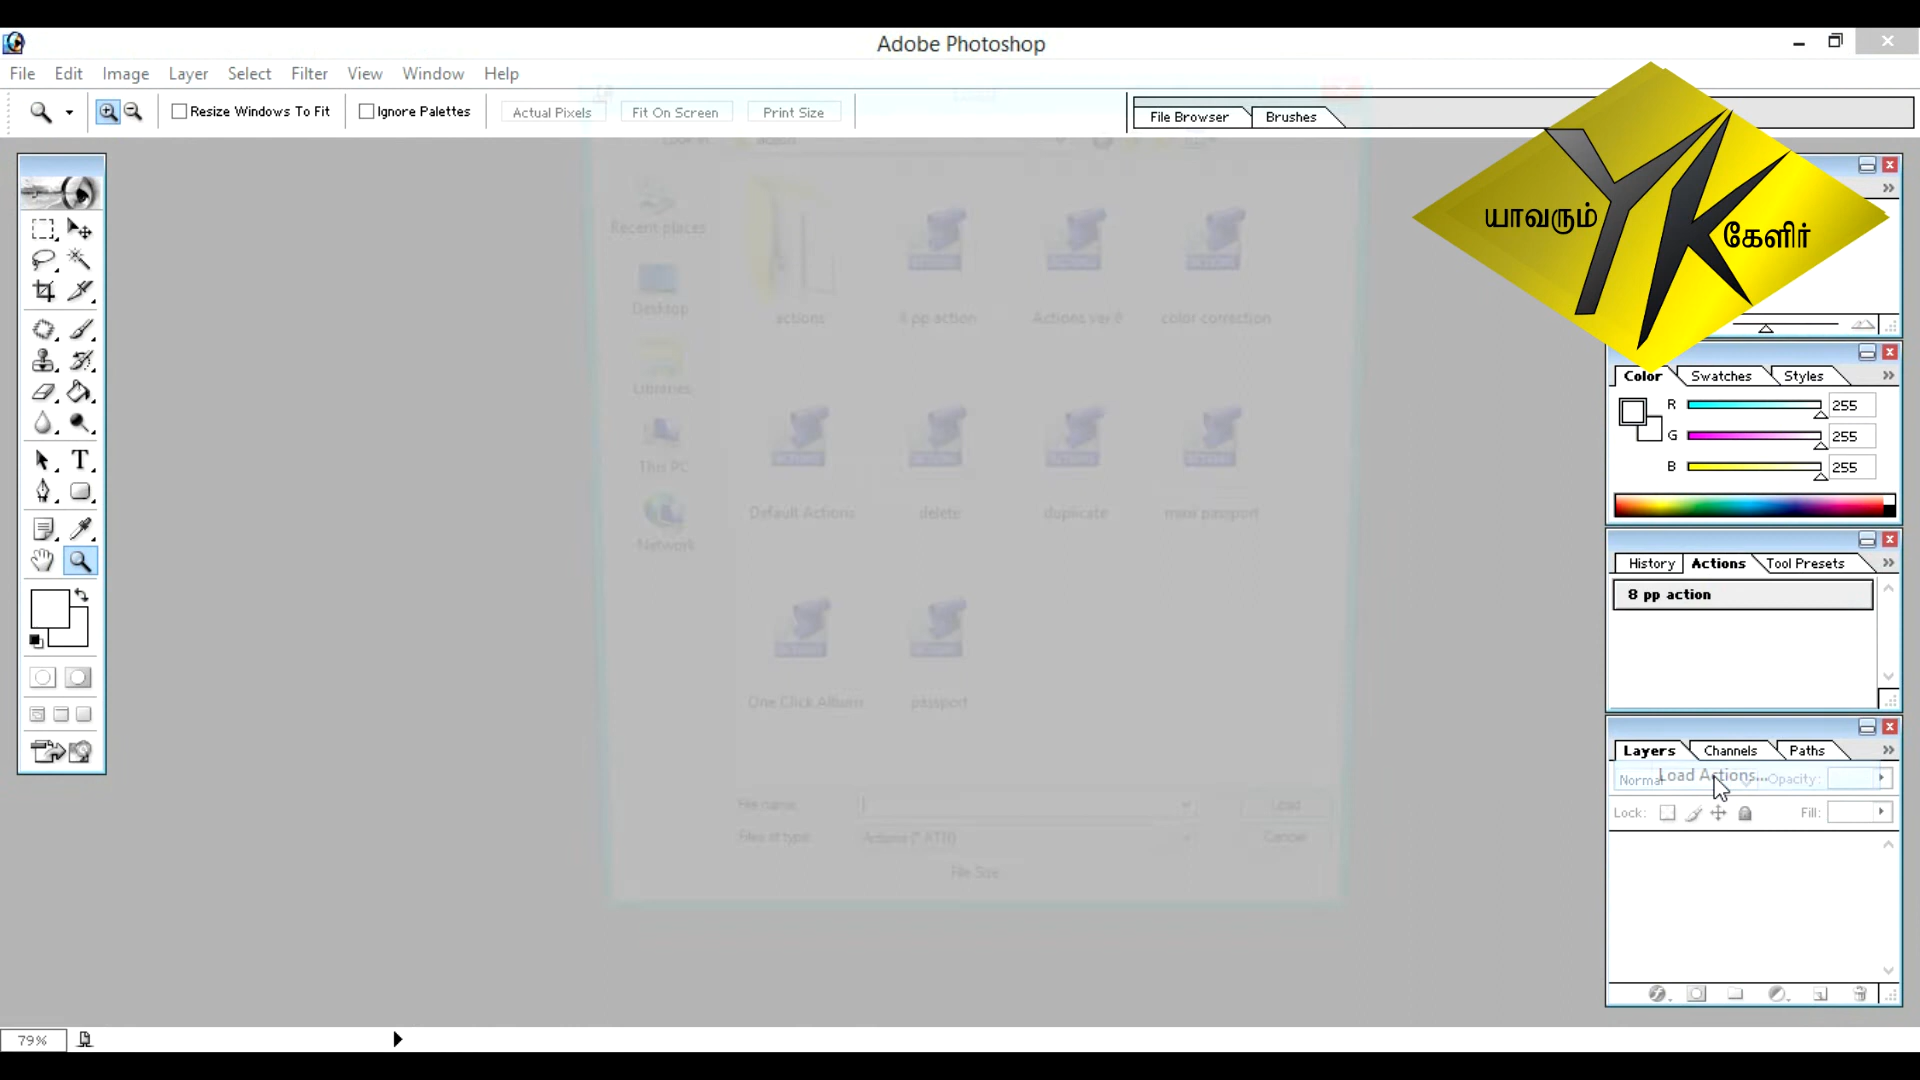 Adobe Photoshop
File Edit Image Layer Select Filter View Window Help
Resize Windows To Fit Ignore Palettes Actual Pixels Fit On Screen Print Size
File Browser Brushes
யாவரும் YK கேளிர்
Recent places
Desktop
Libraries
This PC
Network
actions 8 pp action Actions ver 6 color correction
Default Actions delete duplicate mini passport
One Click Album passport
File name: Load
Files of type: Actions (*.ATN) Cancel
File Size
Color Swatches Styles
R 255
G 255
B 255
History Actions Tool Presets
8 pp action
Layers Channels Paths
Normal Load Actions... Opacity:
Lock: Fill:
79%